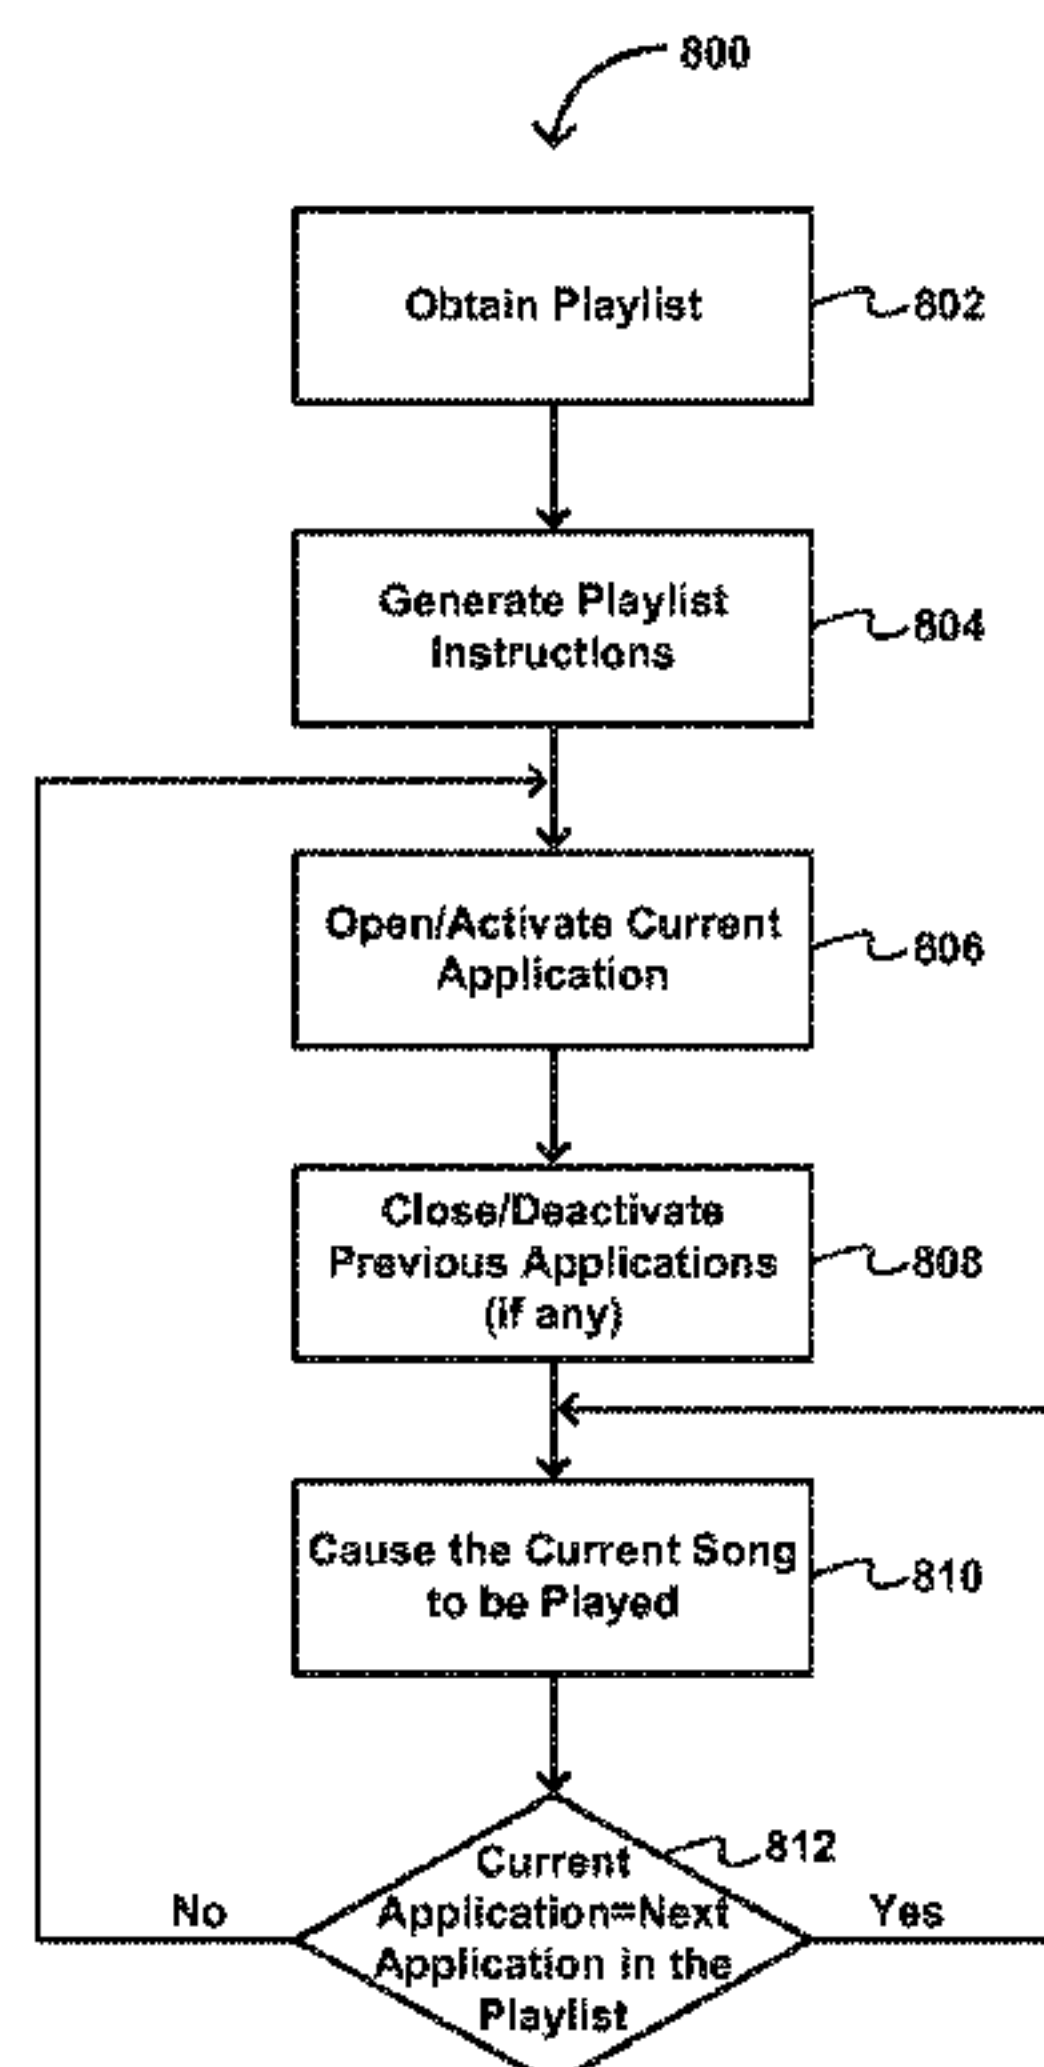 800
Obtain Playlist
802
Generate Playlist
Instructions
804
Open/Activate Current
Application
806
Close/Deactivate
Previous Applications
(if any)
808
Cause the Current Song
to be Played
810
812
Current
Application=Next
Application in the
Playlist
No
Yes